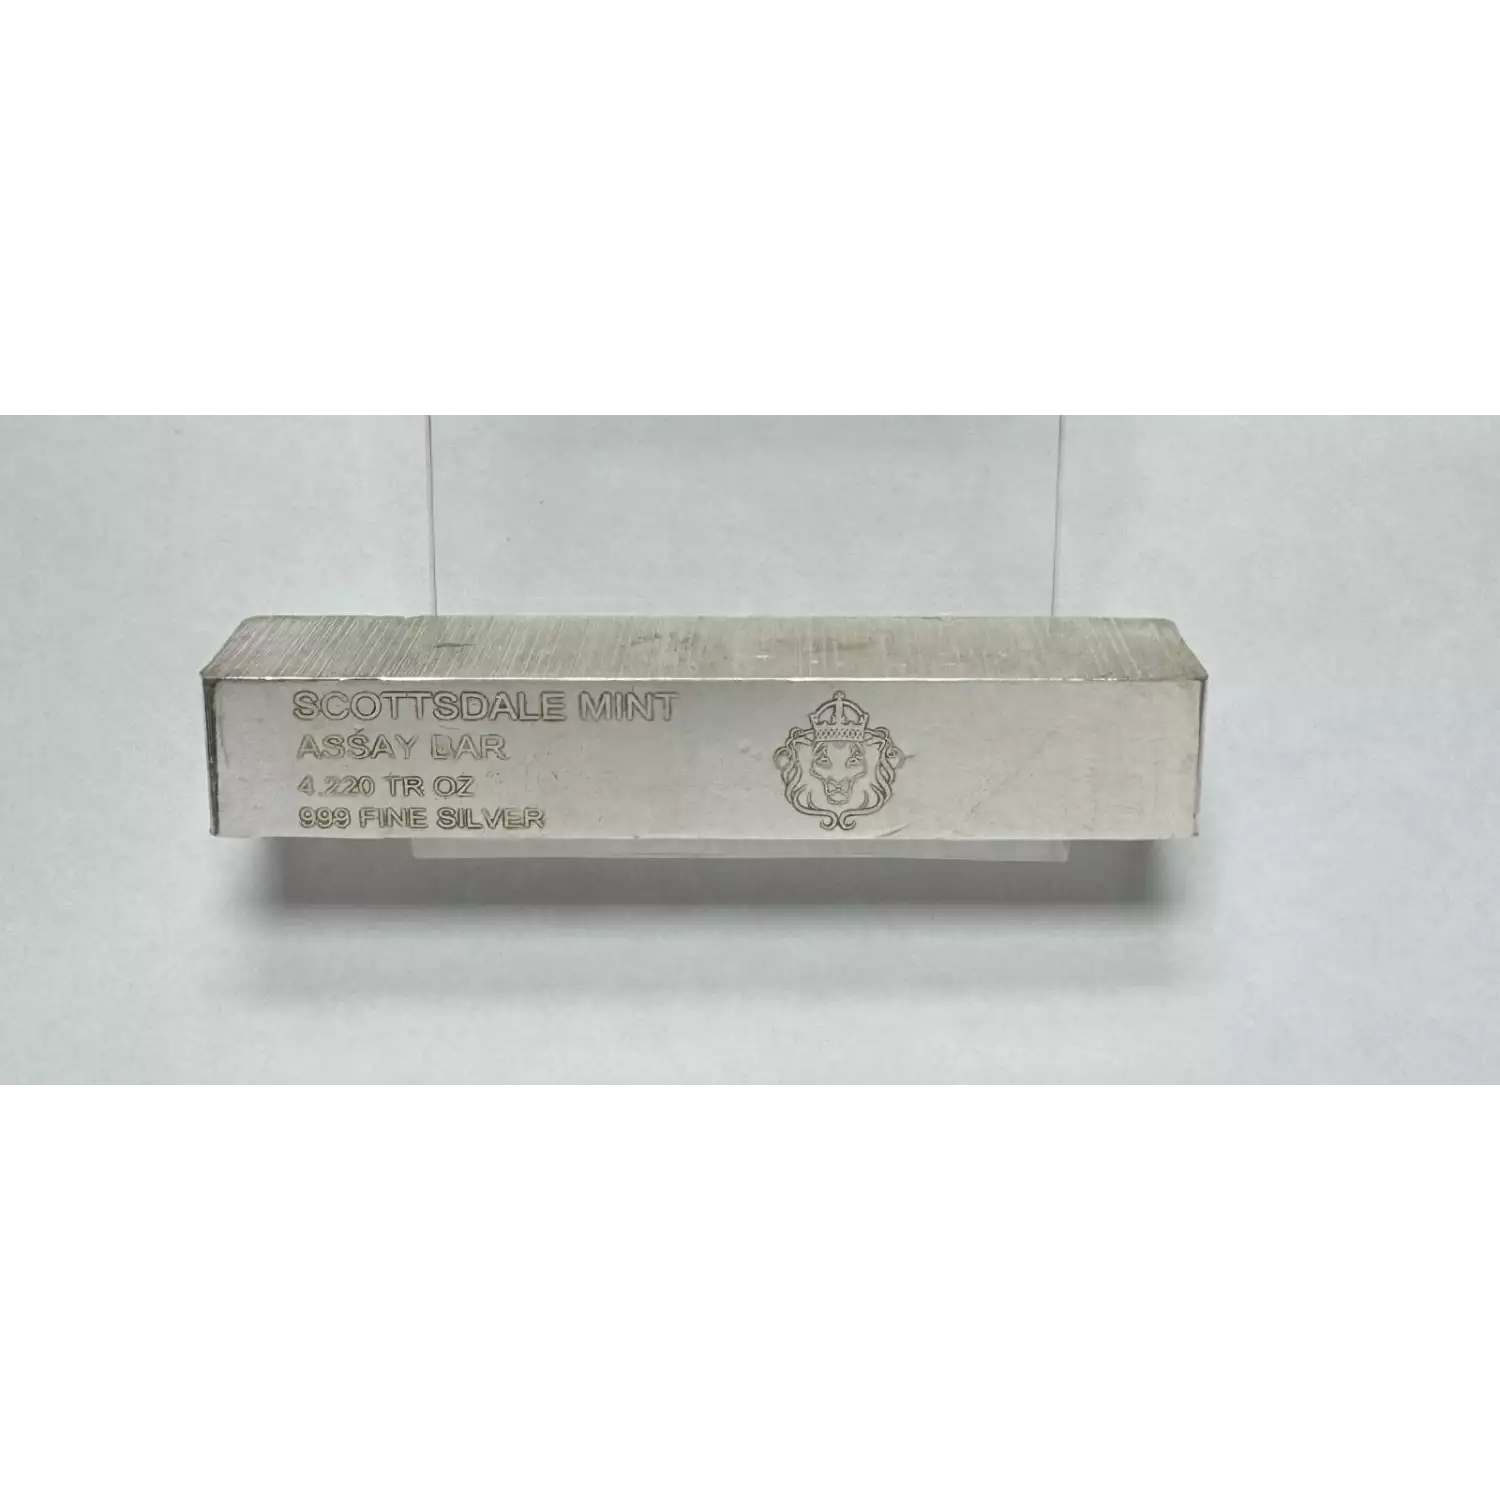 SCOTTSDALE MINT
ASSAY BAR
4.220 TR OZ
999 FINE SILVER